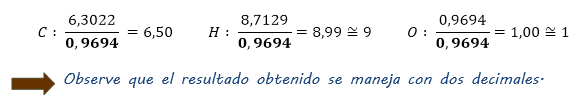 C : 6,3022 / 0,9694 = 6,50 H : 8,7129 / 0,9694 = 8,99 ≅ 9 O : 0,9694 / 0,9694 = 1,00 ≅ 1
Observe que el resultado obtenido se maneja con dos decimales.